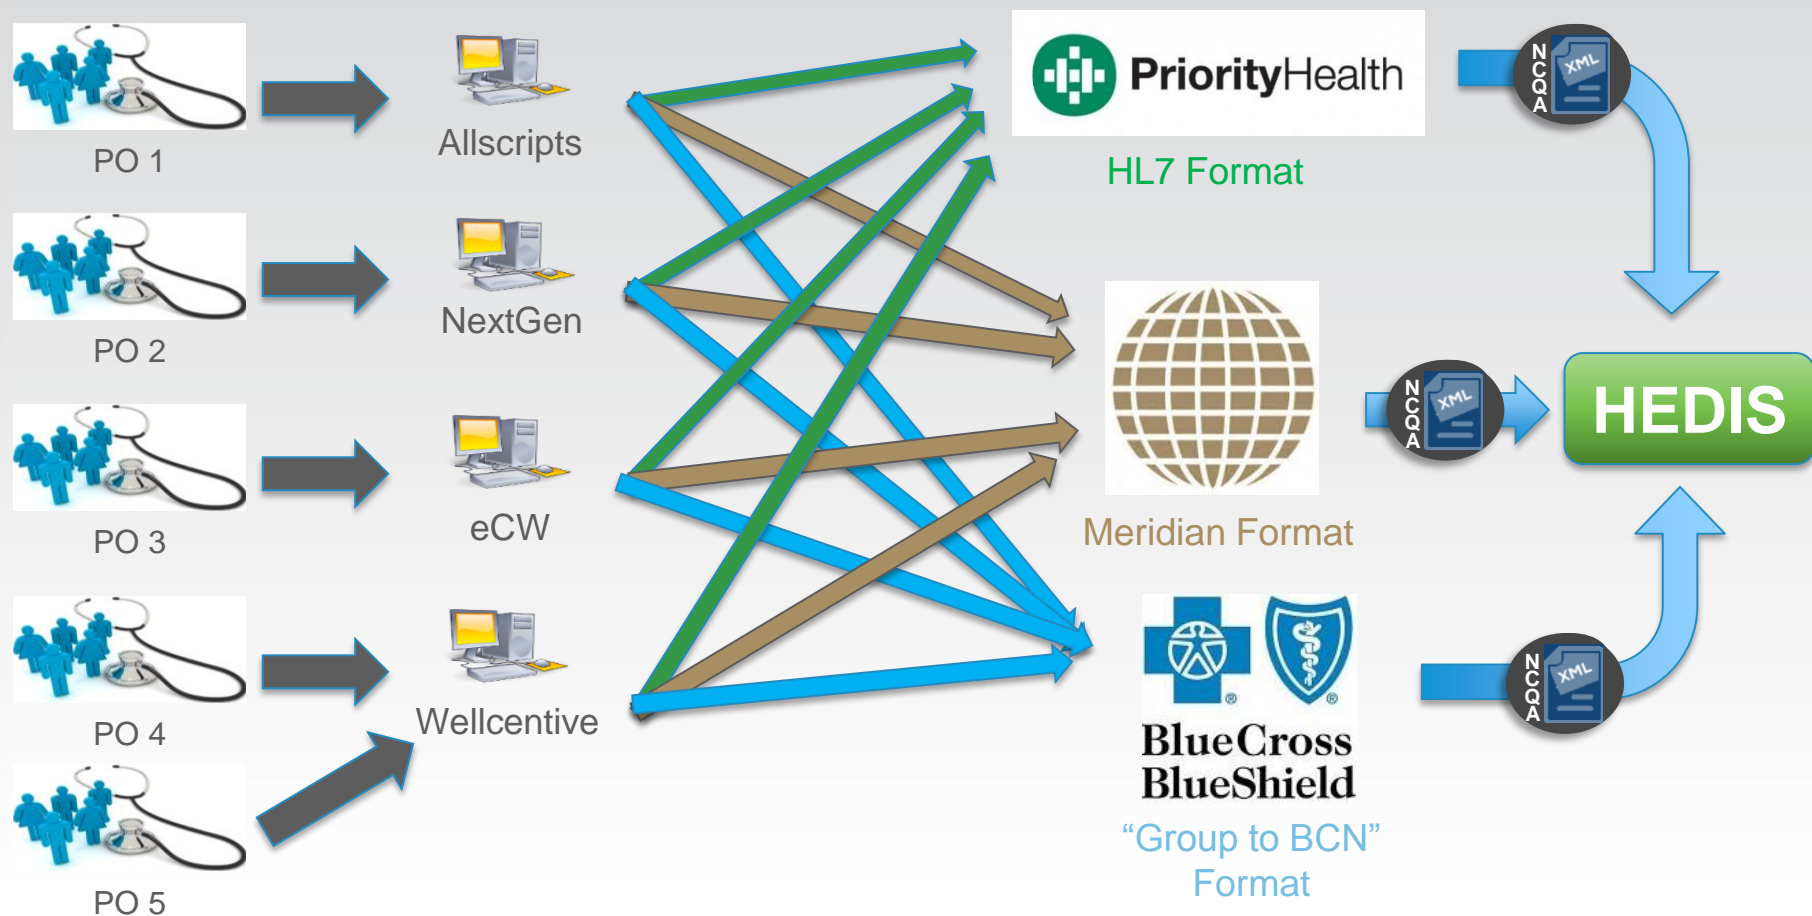 PO 1
Allscripts
PriorityHealth
HL7 Format
NCQA
XML
PO 2
NextGen
PO 3
eCW
Meridian Format
NCQA
XML
HEDIS
PO 4
Wellcentive
BlueCross
BlueShield
®
®
“Group to BCN”
Format
NCQA
XML
PO 5